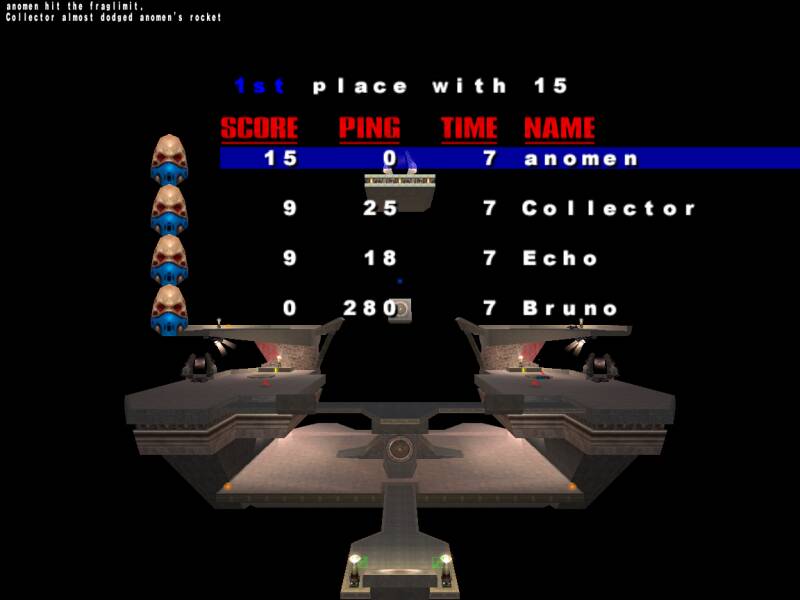 anomen hit the fraglimit.
Collector almost dodged anomen's rocket
1st place with 15
SCORE PING TIME NAME
15 0 7 anomen
9 25 7 Collector
9 18 7 Echo
0 280 7 Bruno